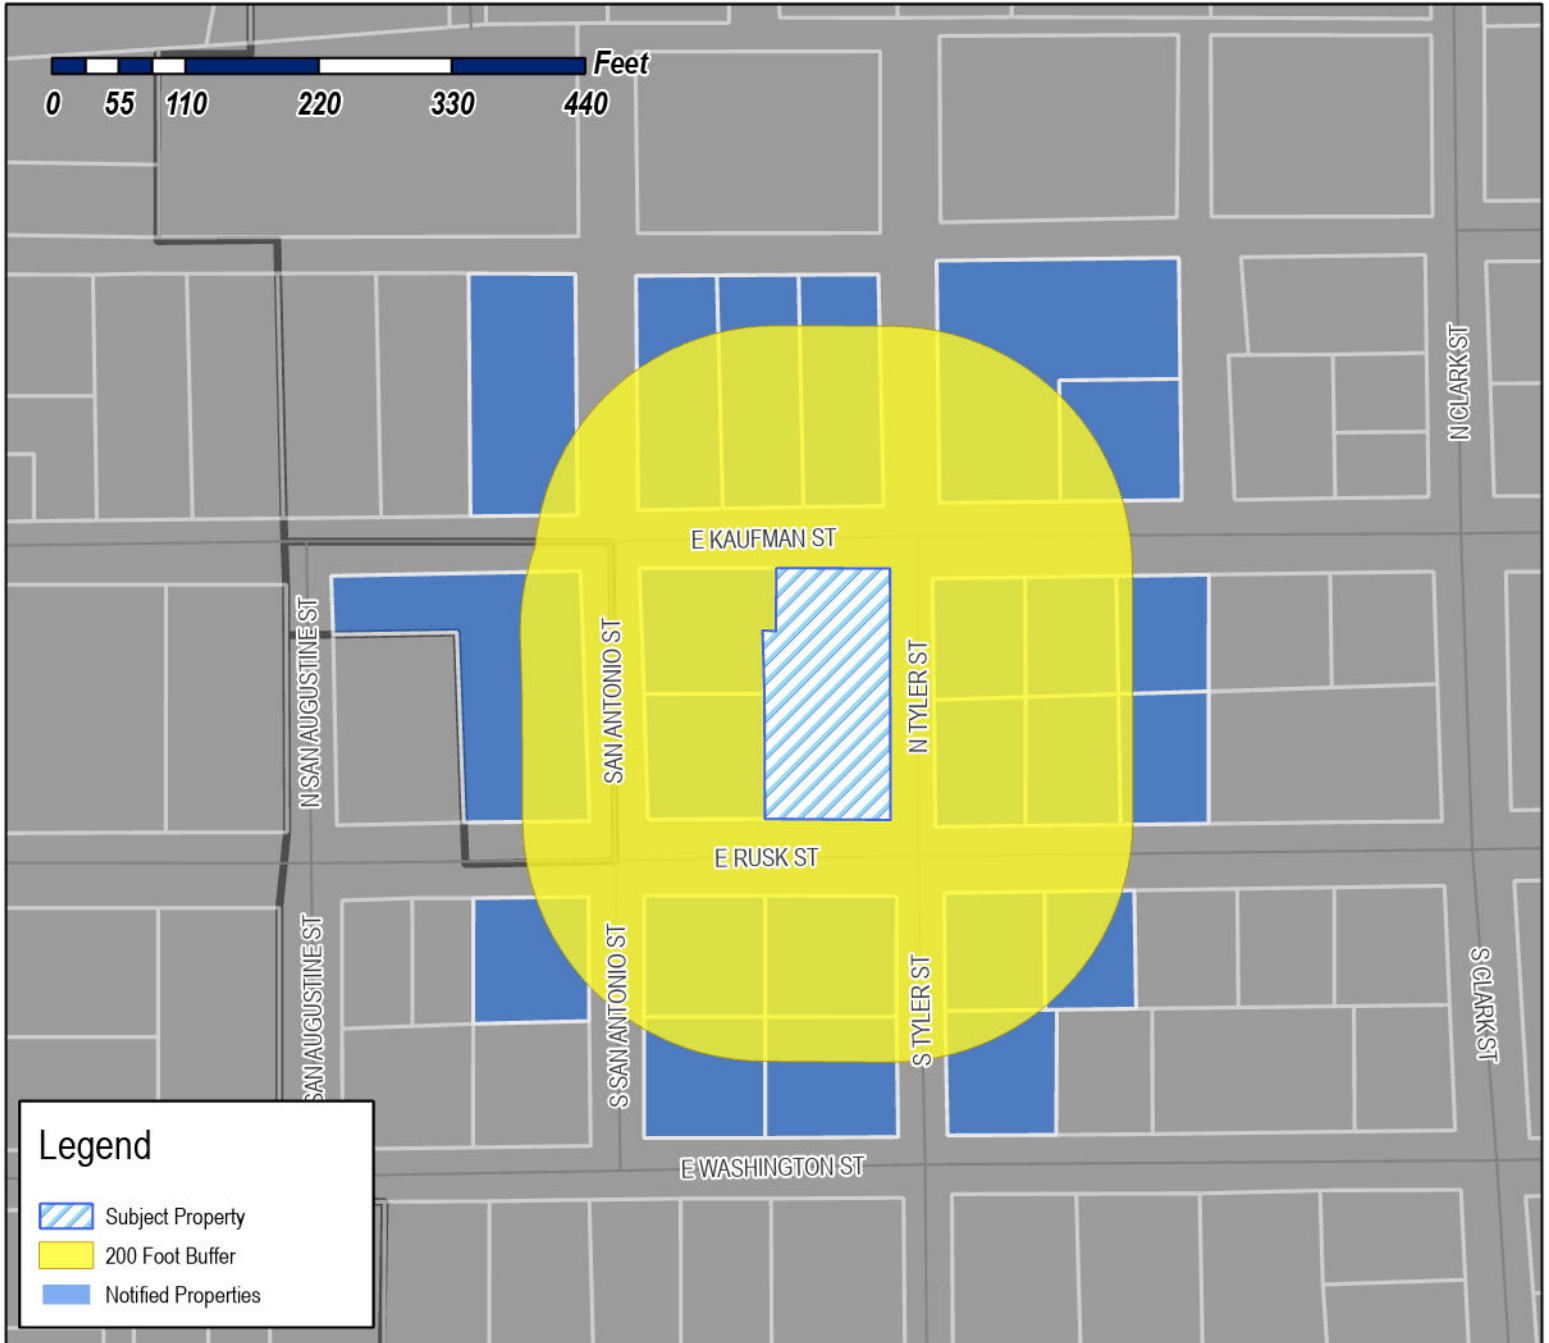 Feet
0 55 110 220 330 440
N CLARK ST
E KAUFMAN ST
N SAN AUGUSTINE ST
SAN ANTONIO ST
N TYLER ST
E RUSK ST
SAN AUGUSTINE ST
S SAN ANTONIO ST
S TYLER ST
S CLARK ST
E WASHINGTON ST
Legend
Subject Property
200 Foot Buffer
Notified Properties